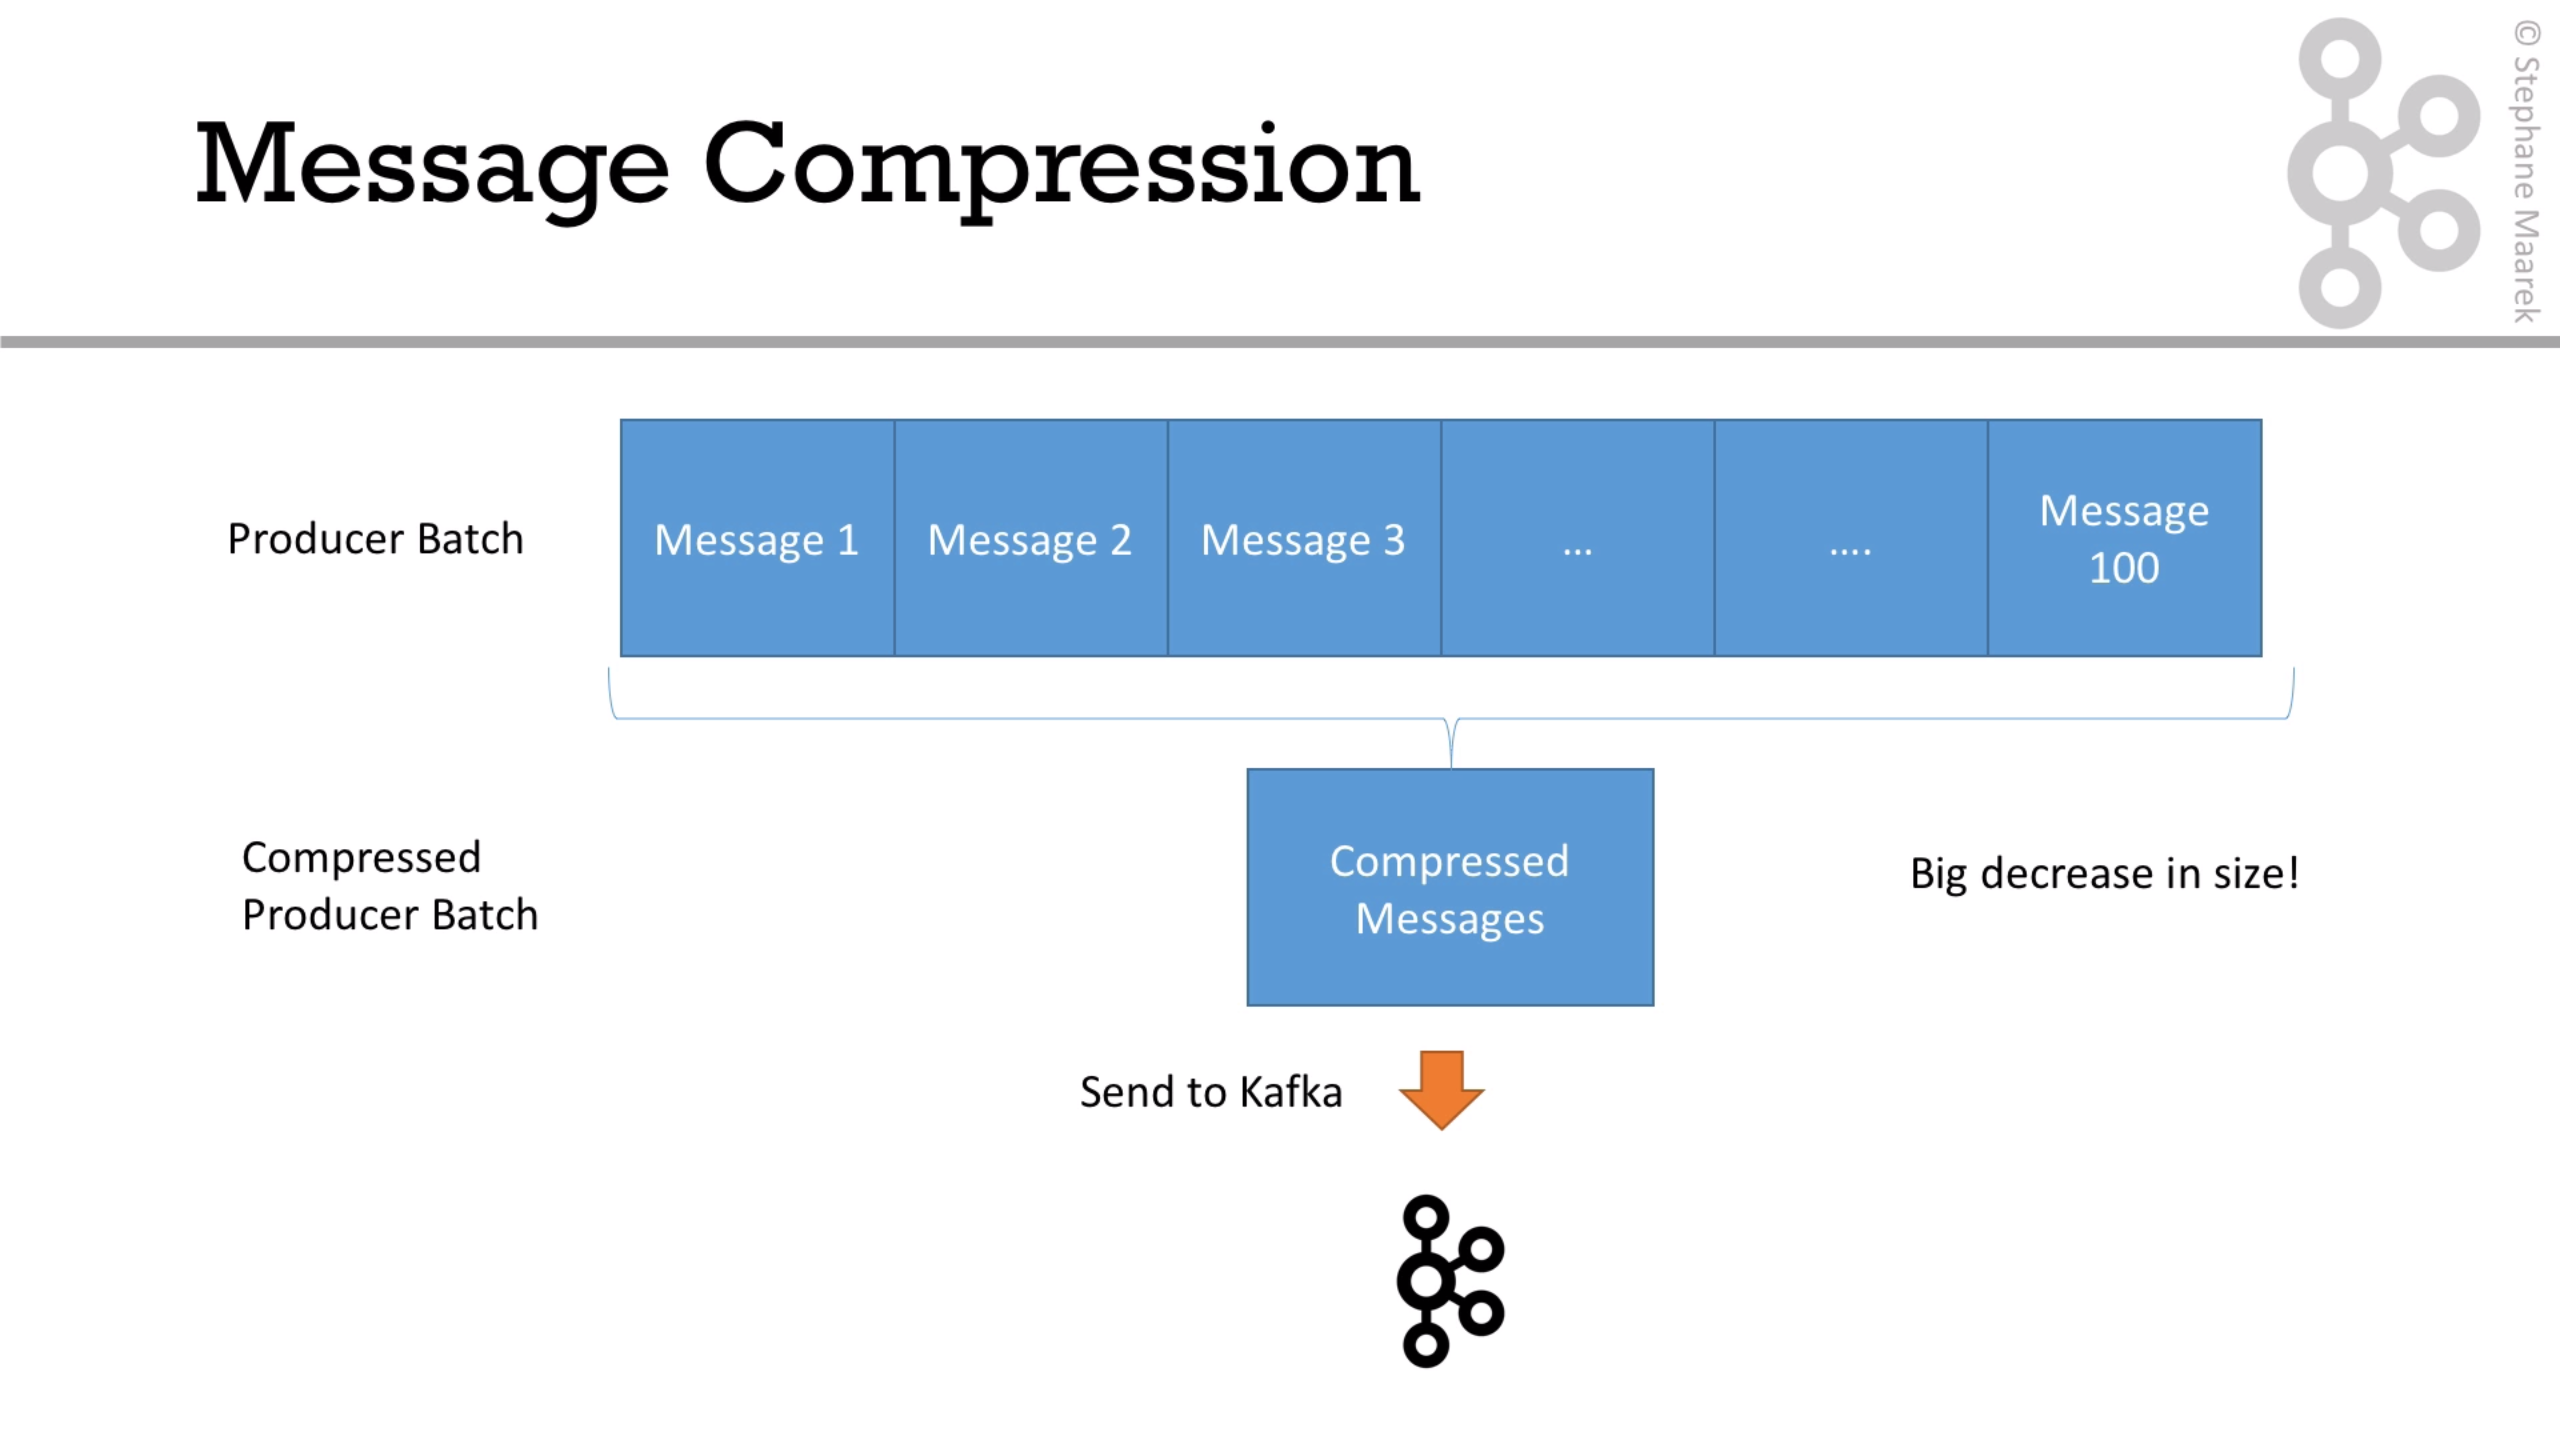 Message Compression
© Stephane Maarek
Producer Batch
Message 1
Message 2
Message 3
...
....
Message
100
Compressed
Producer Batch
Compressed
Messages
Big decrease in size!
Send to Kafka